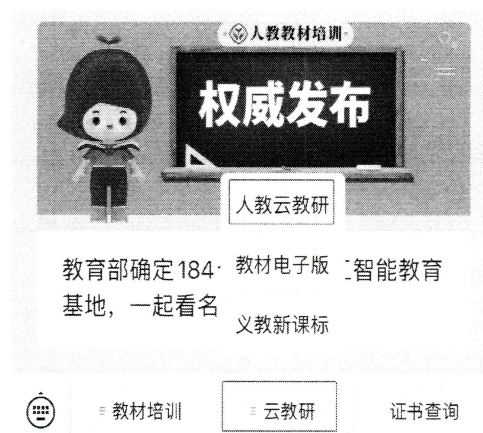 人教教材培训
权威发布
人教云教研
教育部确定184
教材电子版
智能教育
基地，一起看名
义教新课标
教材培训
云教研
证书查询